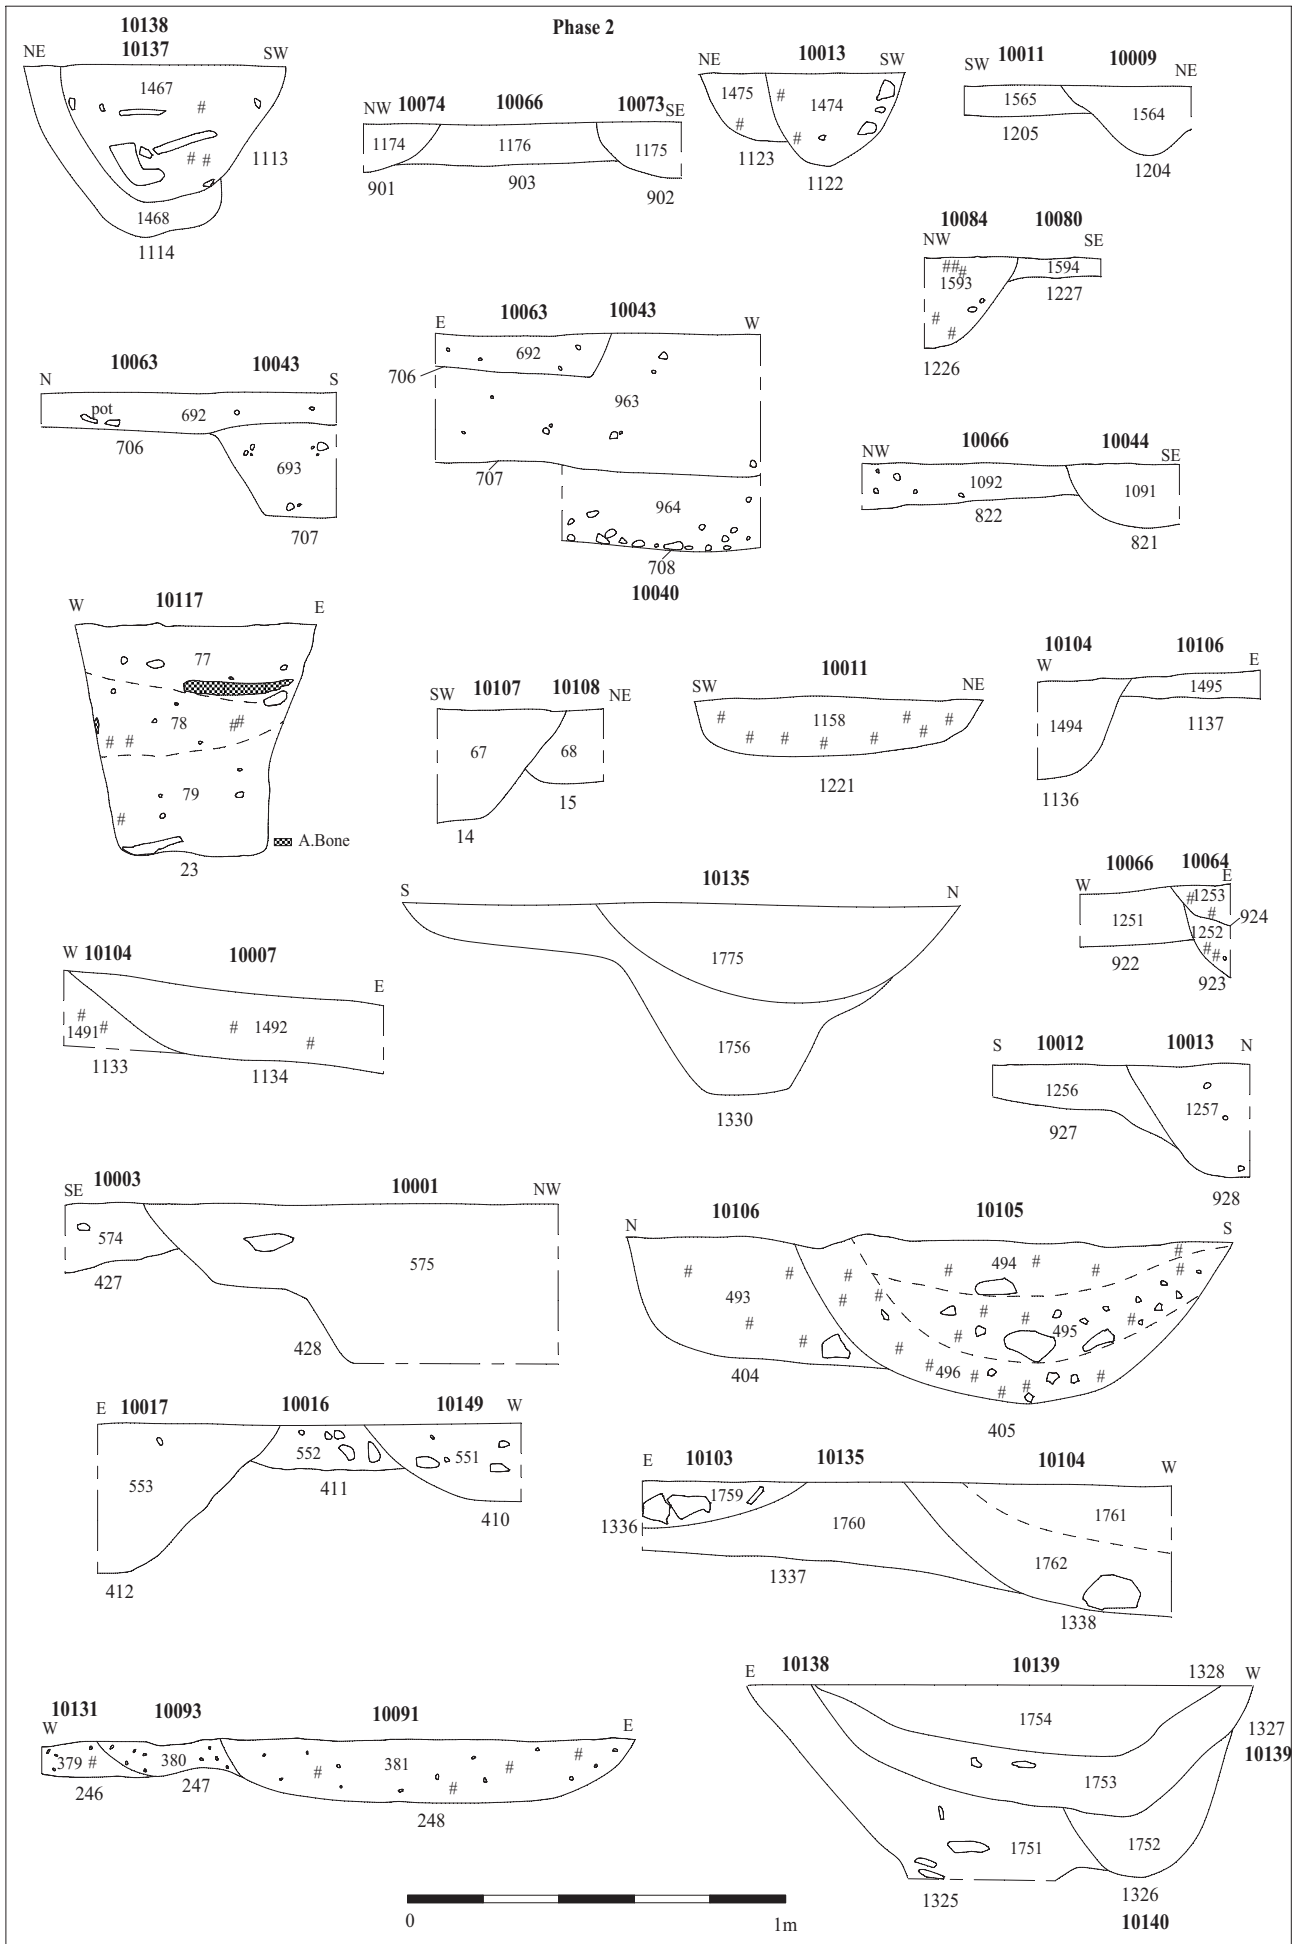 Phase 2
10138
10137
NE SW
1467
#
# #
1113
1468
1114
NW 10074 10066 10073 SE
1174 1176 1175
901 903 902
NE 10013 SW
1475 # 1474
# #
1123
1122
SW 10011 10009 NE
1565 1564
1205
1204
10084 10080
NW SE
###
1593 1594
1227
# #
1226
N 10063 10043 S
pot 692
706
693
707
E 10063 10043 W
692
706
963
707
964
708
10040
NW 10066 10044 SE
1092 1091
822
821
W 10117 E
77
78 ##
# #
79
#
23
A.Bone
SW 10107 10108 NE
67 68
15
14
SW 10011 NE
# 1158 # #
# # # # #
1221
10104 10106
W E
1495
1494 1137
1136
10066 10064
W E
# 1253
1251 # 924
1252
# #
922 923
S 10135 N
1775
1756
1330
W 10104 10007 E
#
1491 # # 1492
#
1133 1134
S 10012 10013 N
1256 1257
927
928
SE 10003 10001 NW
574 575
427
428
N 10106 10105 S
# # # # 494 # # # #
493 # # # # 495 #
# # #
# # 496 # # # #
404
405
E 10017 10016 10149 W
553 552 551
411
410
412
E 10103 10135 10104 W
1759 1761
1336 1760
1762
1337
1338
W 10131 10093 10091 E
379 # 380 # 381 # # #
246 247
248
E 10138 10139 1328 W
1754
1327
10139
1753
1751 1752
1325 1326
10140
0 1m